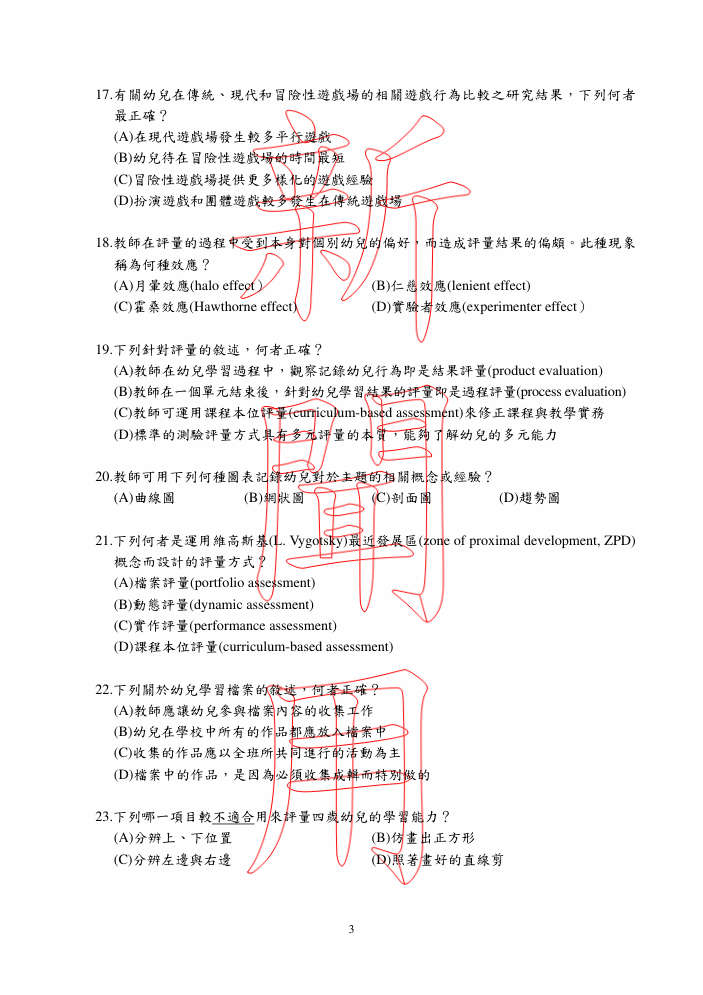 17.有關幼兒在傳統、現代和冒險性遊戲場的相關遊戲行為比較之研究結果，下列何者
最正確？
(A)在現代遊戲場發生較多平行遊戲
(B)幼兒待在冒險性遊戲場的時間最短
(C)冒險性遊戲場提供更多樣化的遊戲經驗
(D)扮演遊戲和團體遊戲較多發生在傳統遊戲場
18.教師在評量的過程中受到本身對個別幼兒的偏好，而造成評量結果的偏頗。此種現象
稱為何種效應？
(A)月暈效應(halo effect） (B)仁慈效應(lenient effect)
(C)霍桑效應(Hawthorne effect) (D)實驗者效應(experimenter effect）
19.下列針對評量的敘述，何者正確？
(A)教師在幼兒學習過程中，觀察記錄幼兒行為即是結果評量(product evaluation)
(B)教師在一個單元結束後，針對幼兒學習結果的評量即是過程評量(process evaluation)
(C)教師可運用課程本位評量(curriculum-based assessment)來修正課程與教學實務
(D)標準的測驗評量方式具有多元評量的本質，能夠了解幼兒的多元能力
20.教師可用下列何種圖表記錄幼兒對於主題的相關概念或經驗？
(A)曲線圖 (B)網狀圖 (C)剖面圖 (D)趨勢圖
21.下列何者是運用維高斯基(L. Vygotsky)最近發展區(zone of proximal development, ZPD)
概念而設計的評量方式？
(A)檔案評量(portfolio assessment)
(B)動態評量(dynamic assessment)
(C)實作評量(performance assessment)
(D)課程本位評量(curriculum-based assessment)
22.下列關於幼兒學習檔案的敘述，何者正確？
(A)教師應讓幼兒參與檔案內容的收集工作
(B)幼兒在學校中所有的作品都應放入檔案中
(C)收集的作品應以全班所共同進行的活動為主
(D)檔案中的作品，是因為必須收集成輯而特別做的
23.下列哪一項目較不適合用來評量四歲幼兒的學習能力？
(A)分辨上、下位置 (B)仿畫出正方形
(C)分辨左邊與右邊 (D)照著畫好的直線剪
新聞用
3